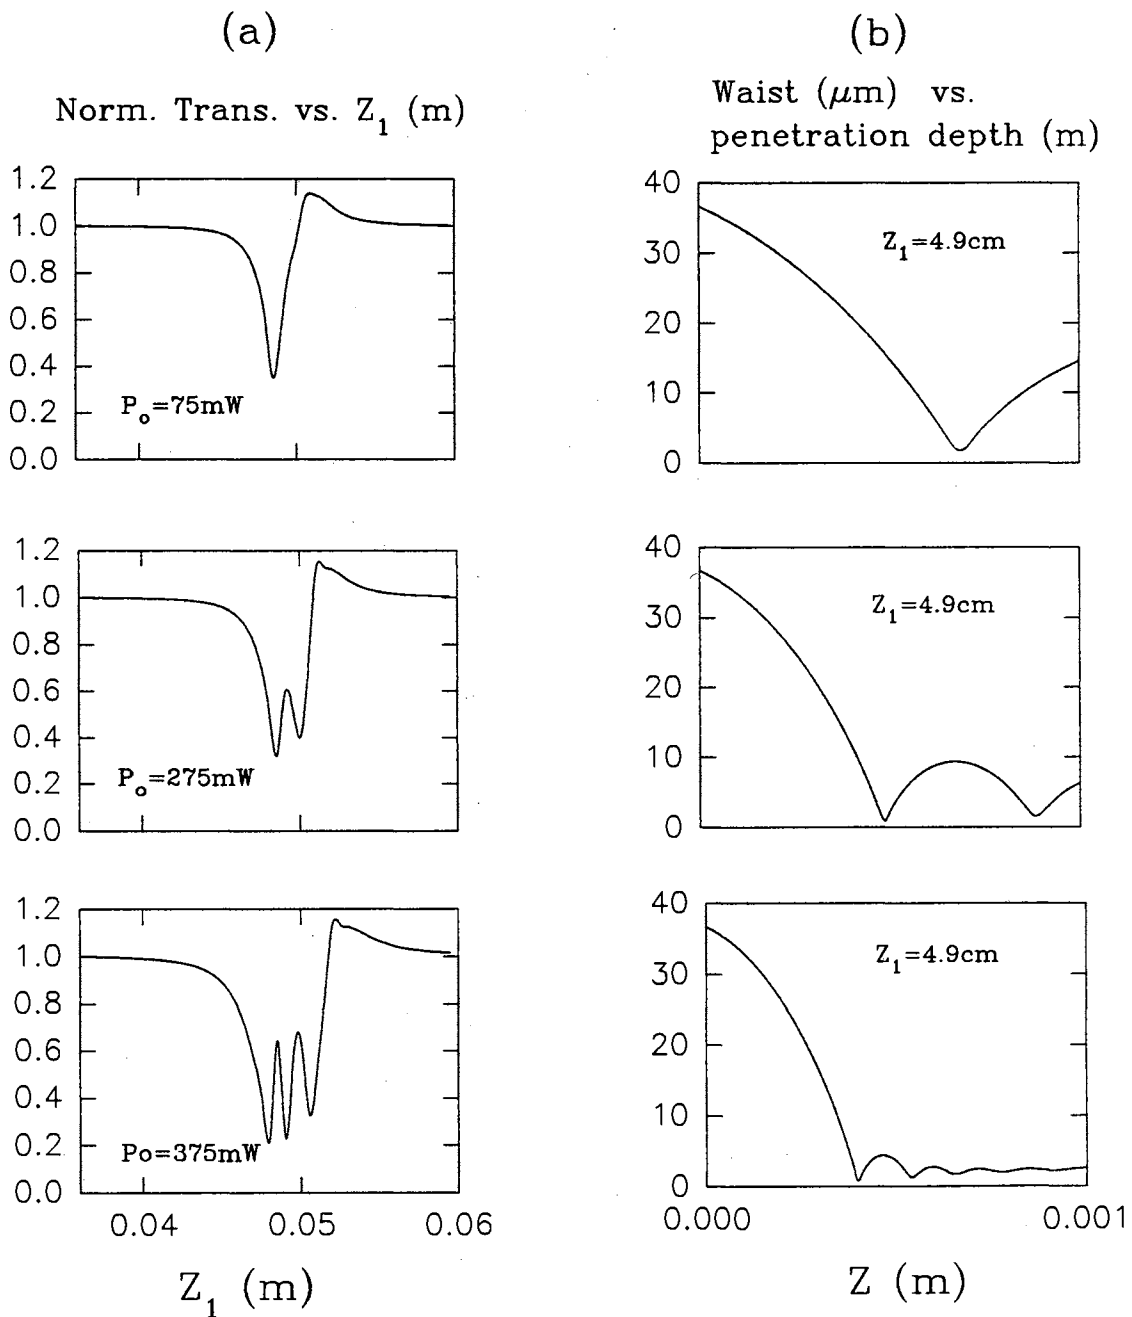 (a)
Norm. Trans. vs. Z₁ (m)
1.2
1.0
0.8
0.6
0.4
0.2
0.0
P₀=75mW
1.2
1.0
0.8
0.6
0.4
0.2
0.0
P₀=275mW
1.2
1.0
0.8
0.6
0.4
0.2
0.0
Po=375mW
0.04 0.05 0.06
Z₁ (m)
(b)
Waist (μm) vs.
penetration depth (m)
40
30
20
10
0
Z₁=4.9cm
40
30
20
10
0
Z₁=4.9cm
40
30
20
10
0
Z₁=4.9cm
0.000 0.001
Z (m)